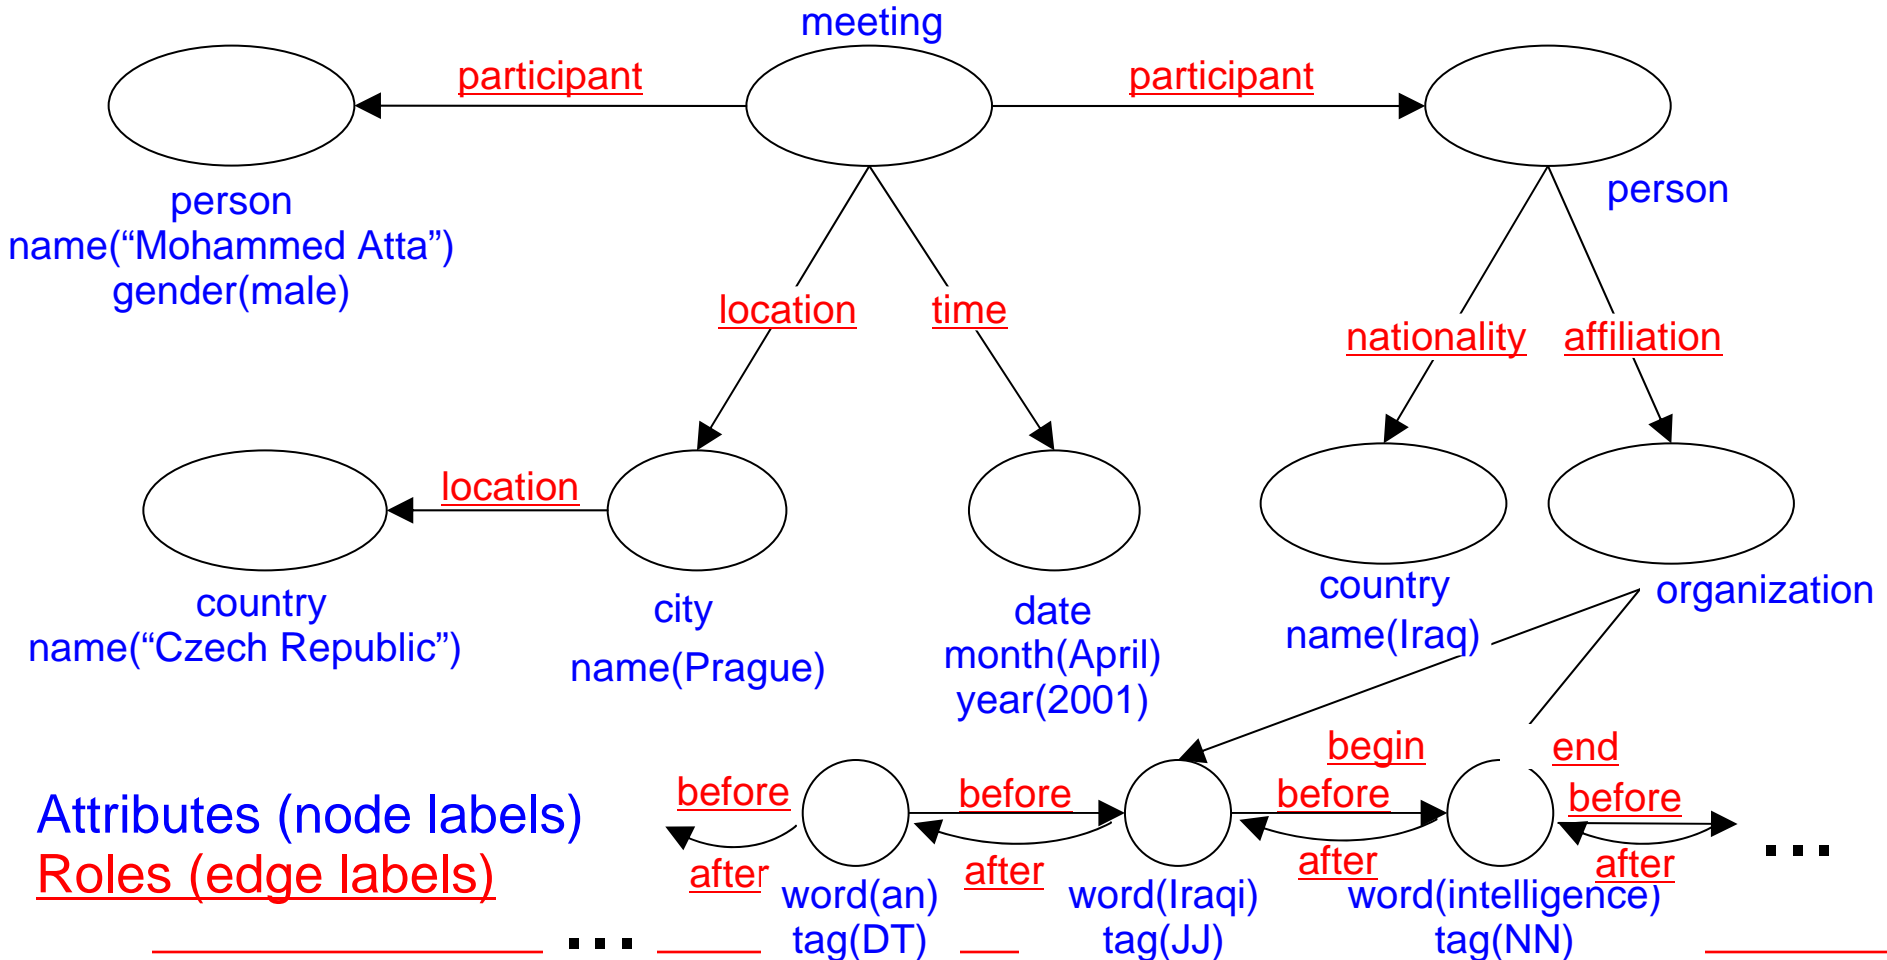 meeting
participant
participant
person
name(“Mohammed Atta”)
gender(male)
person
location
time
nationality
affiliation
location
country
name(“Czech Republic”)
city
name(Prague)
date
month(April)
year(2001)
country
name(Iraq)
organization
begin
end
before
before
before
before
after
after
after
after
word(an)
tag(DT)
word(Iraqi)
tag(JJ)
word(intelligence)
tag(NN)
...
Attributes (node labels)
Roles (edge labels)
...